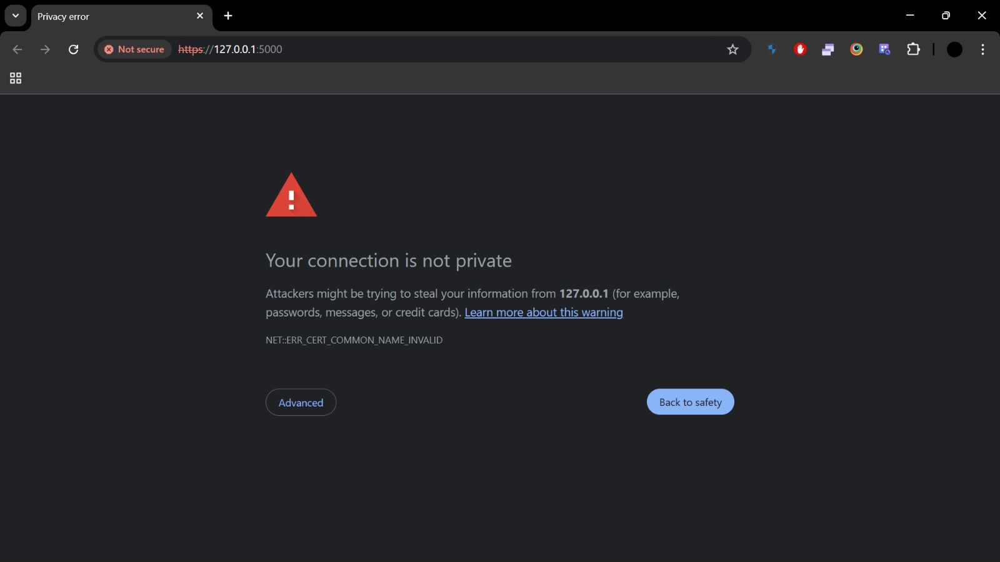 Privacy error
Not secure https://127.0.0.1:5000
Your connection is not private
Attackers might be trying to steal your information from 127.0.0.1 (for example,
passwords, messages, or credit cards). Learn more about this warning
NET::ERR_CERT_COMMON_NAME_INVALID
Advanced
Back to safety